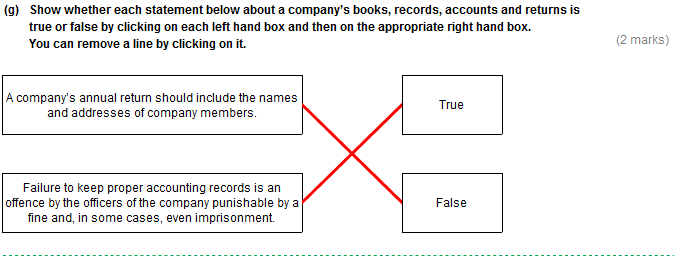 (g) Show whether each statement below about a company's books, records, accounts and returns is
true or false by clicking on each left hand box and then on the appropriate right hand box.
You can remove a line by clicking on it.
(2 marks)
A company's annual return should include the names
and addresses of company members.
True
Failure to keep proper accounting records is an
offence by the officers of the company punishable by a
fine and, in some cases, even imprisonment.
False